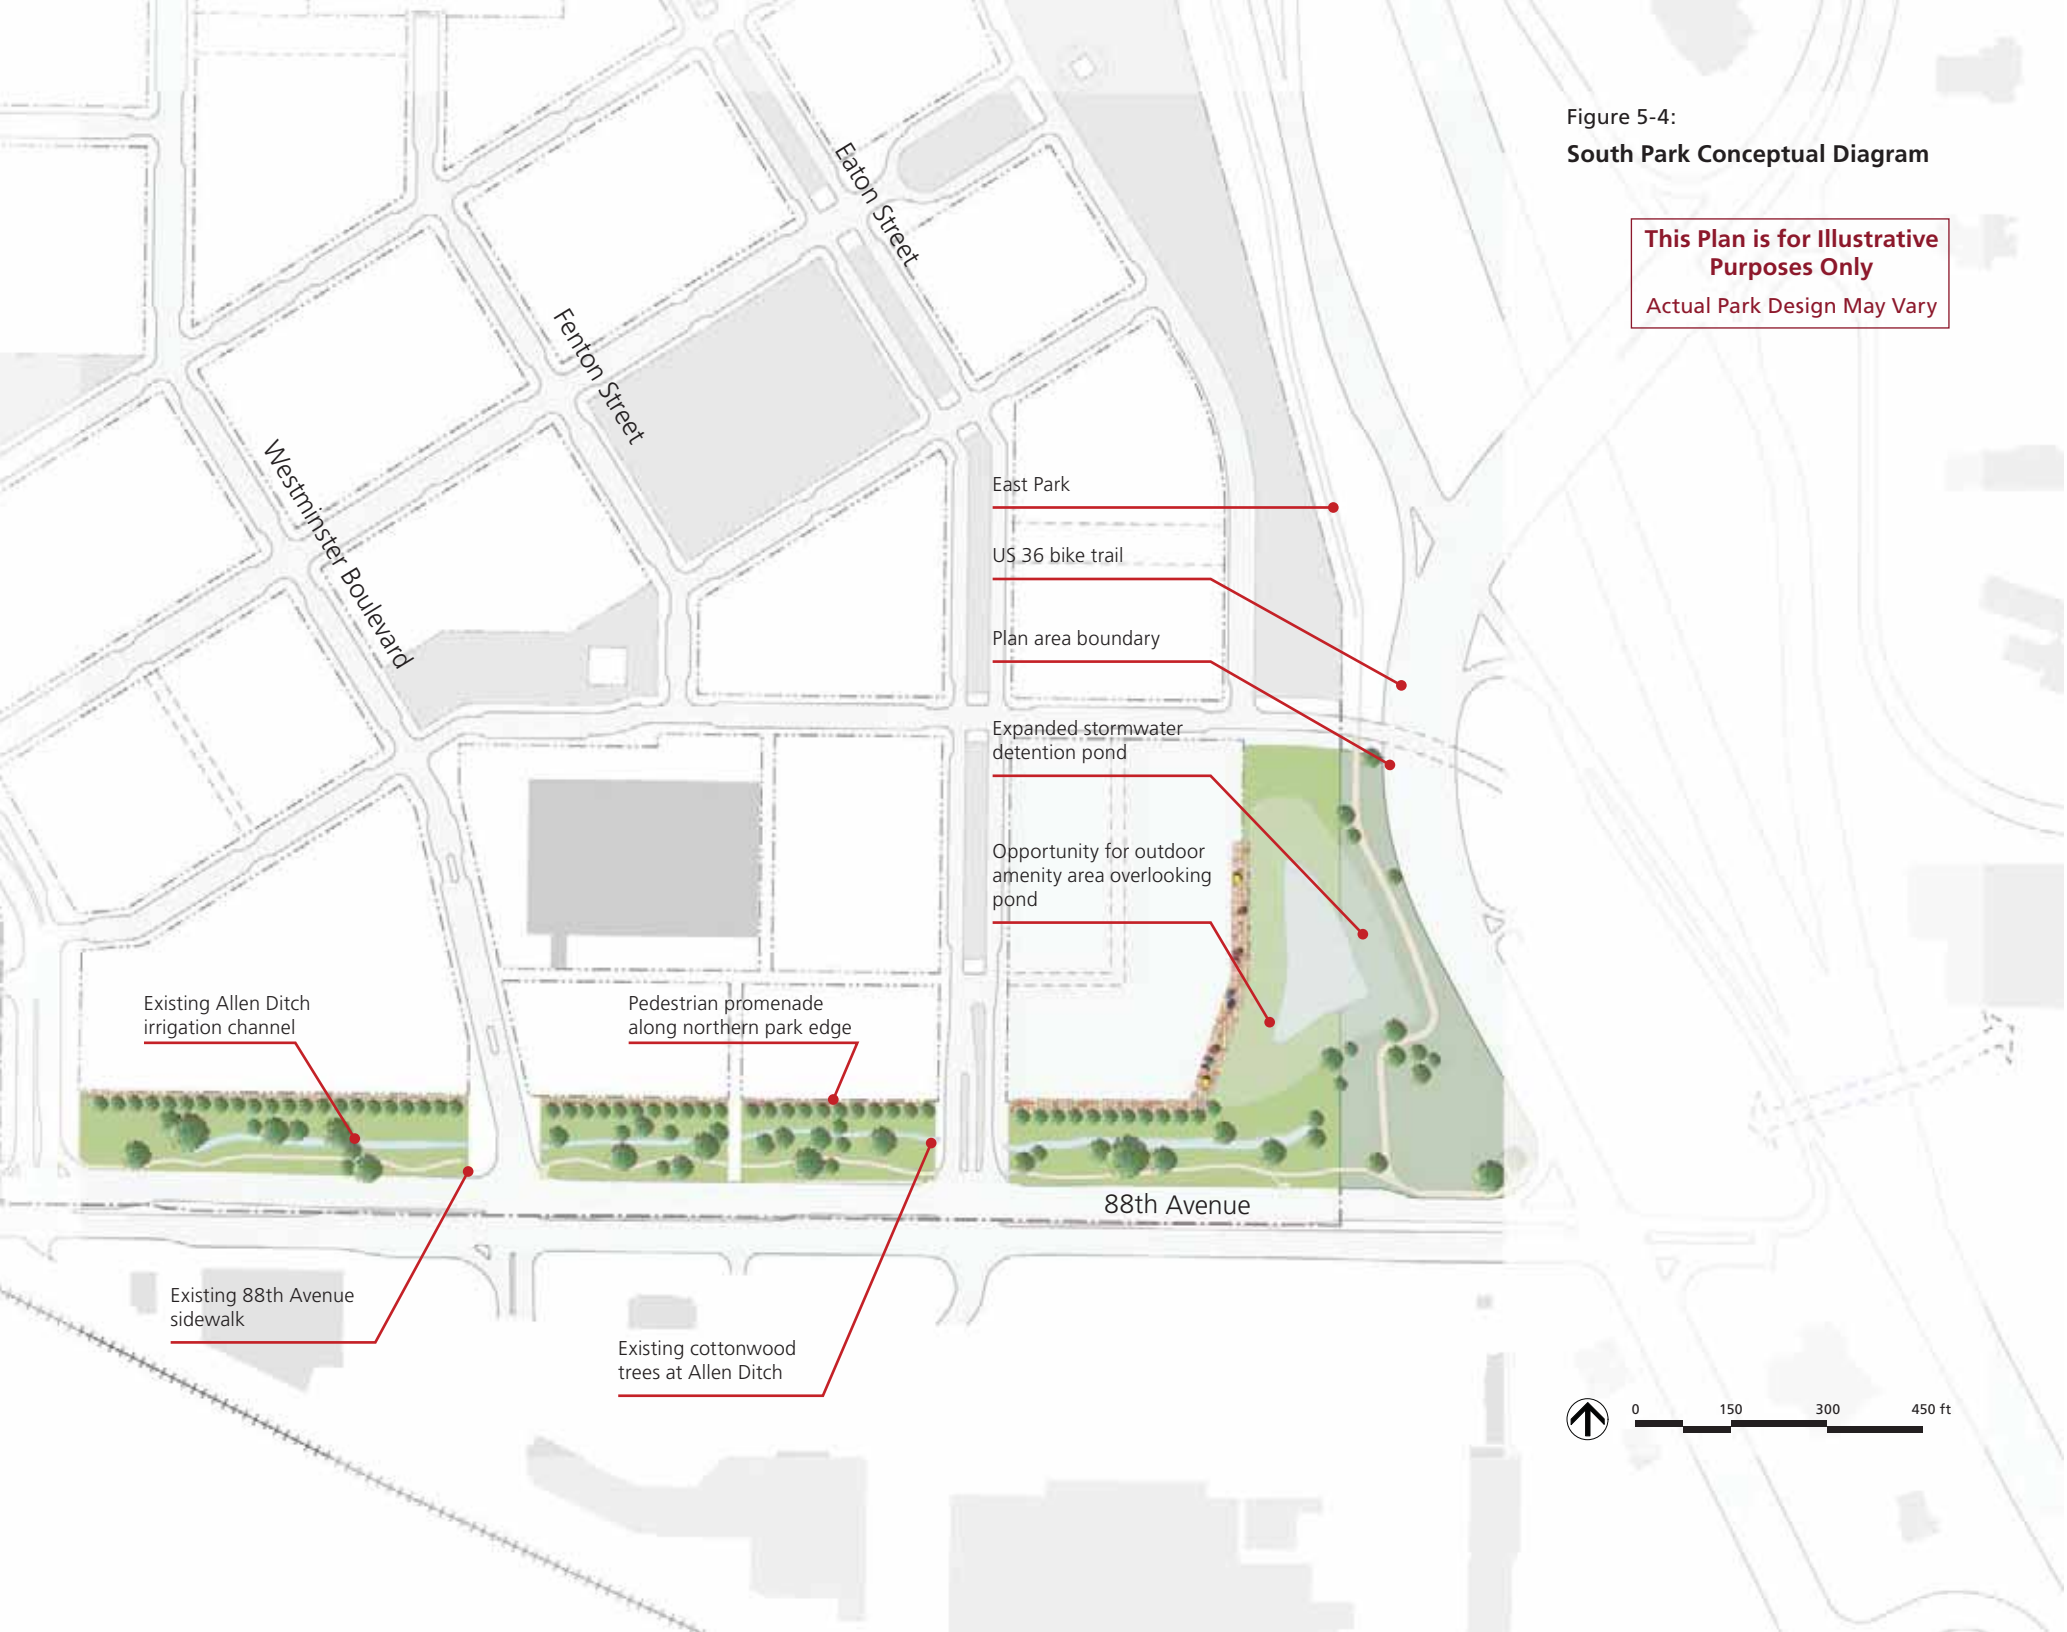 Figure 5-4:
South Park Conceptual Diagram
This Plan is for Illustrative
Purposes Only
Actual Park Design May Vary
Eaton Street
Fenton Street
Westminster Boulevard
East Park
US 36 bike trail
Plan area boundary
Expanded stormwater
detention pond
Opportunity for outdoor
amenity area overlooking
pond
Existing Allen Ditch
irrigation channel
Pedestrian promenade
along northern park edge
88th Avenue
Existing 88th Avenue
sidewalk
Existing cottonwood
trees at Allen Ditch
0 150 300 450 ft